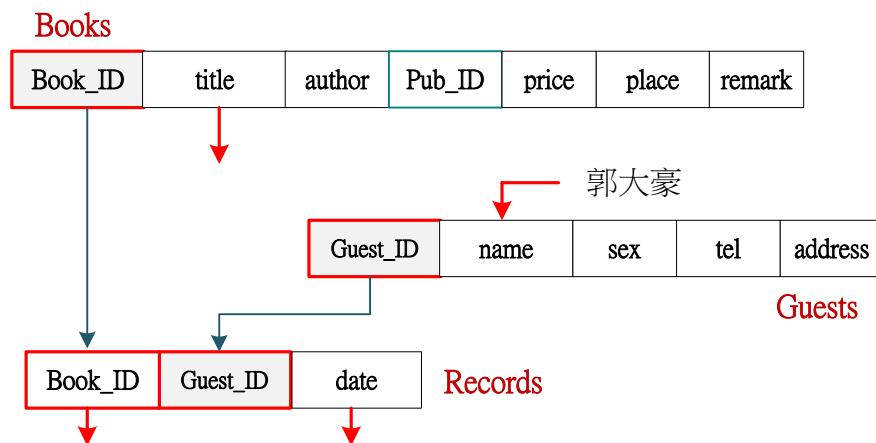 Books
Book_ID title author Pub_ID price place remark
郭大豪
Guest_ID name sex tel address
Guests
Book_ID Guest_ID date Records